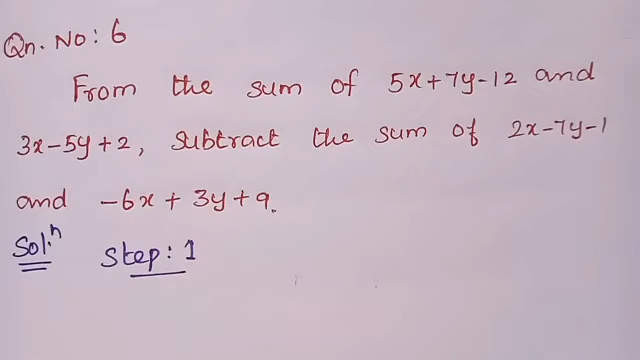 Qn. No: 6
From the sum of 5x+7y-12 and
3x-5y+2, subtract the sum of 2x-7y-1
and -6x+3y+9.
Sol.n Step: 1